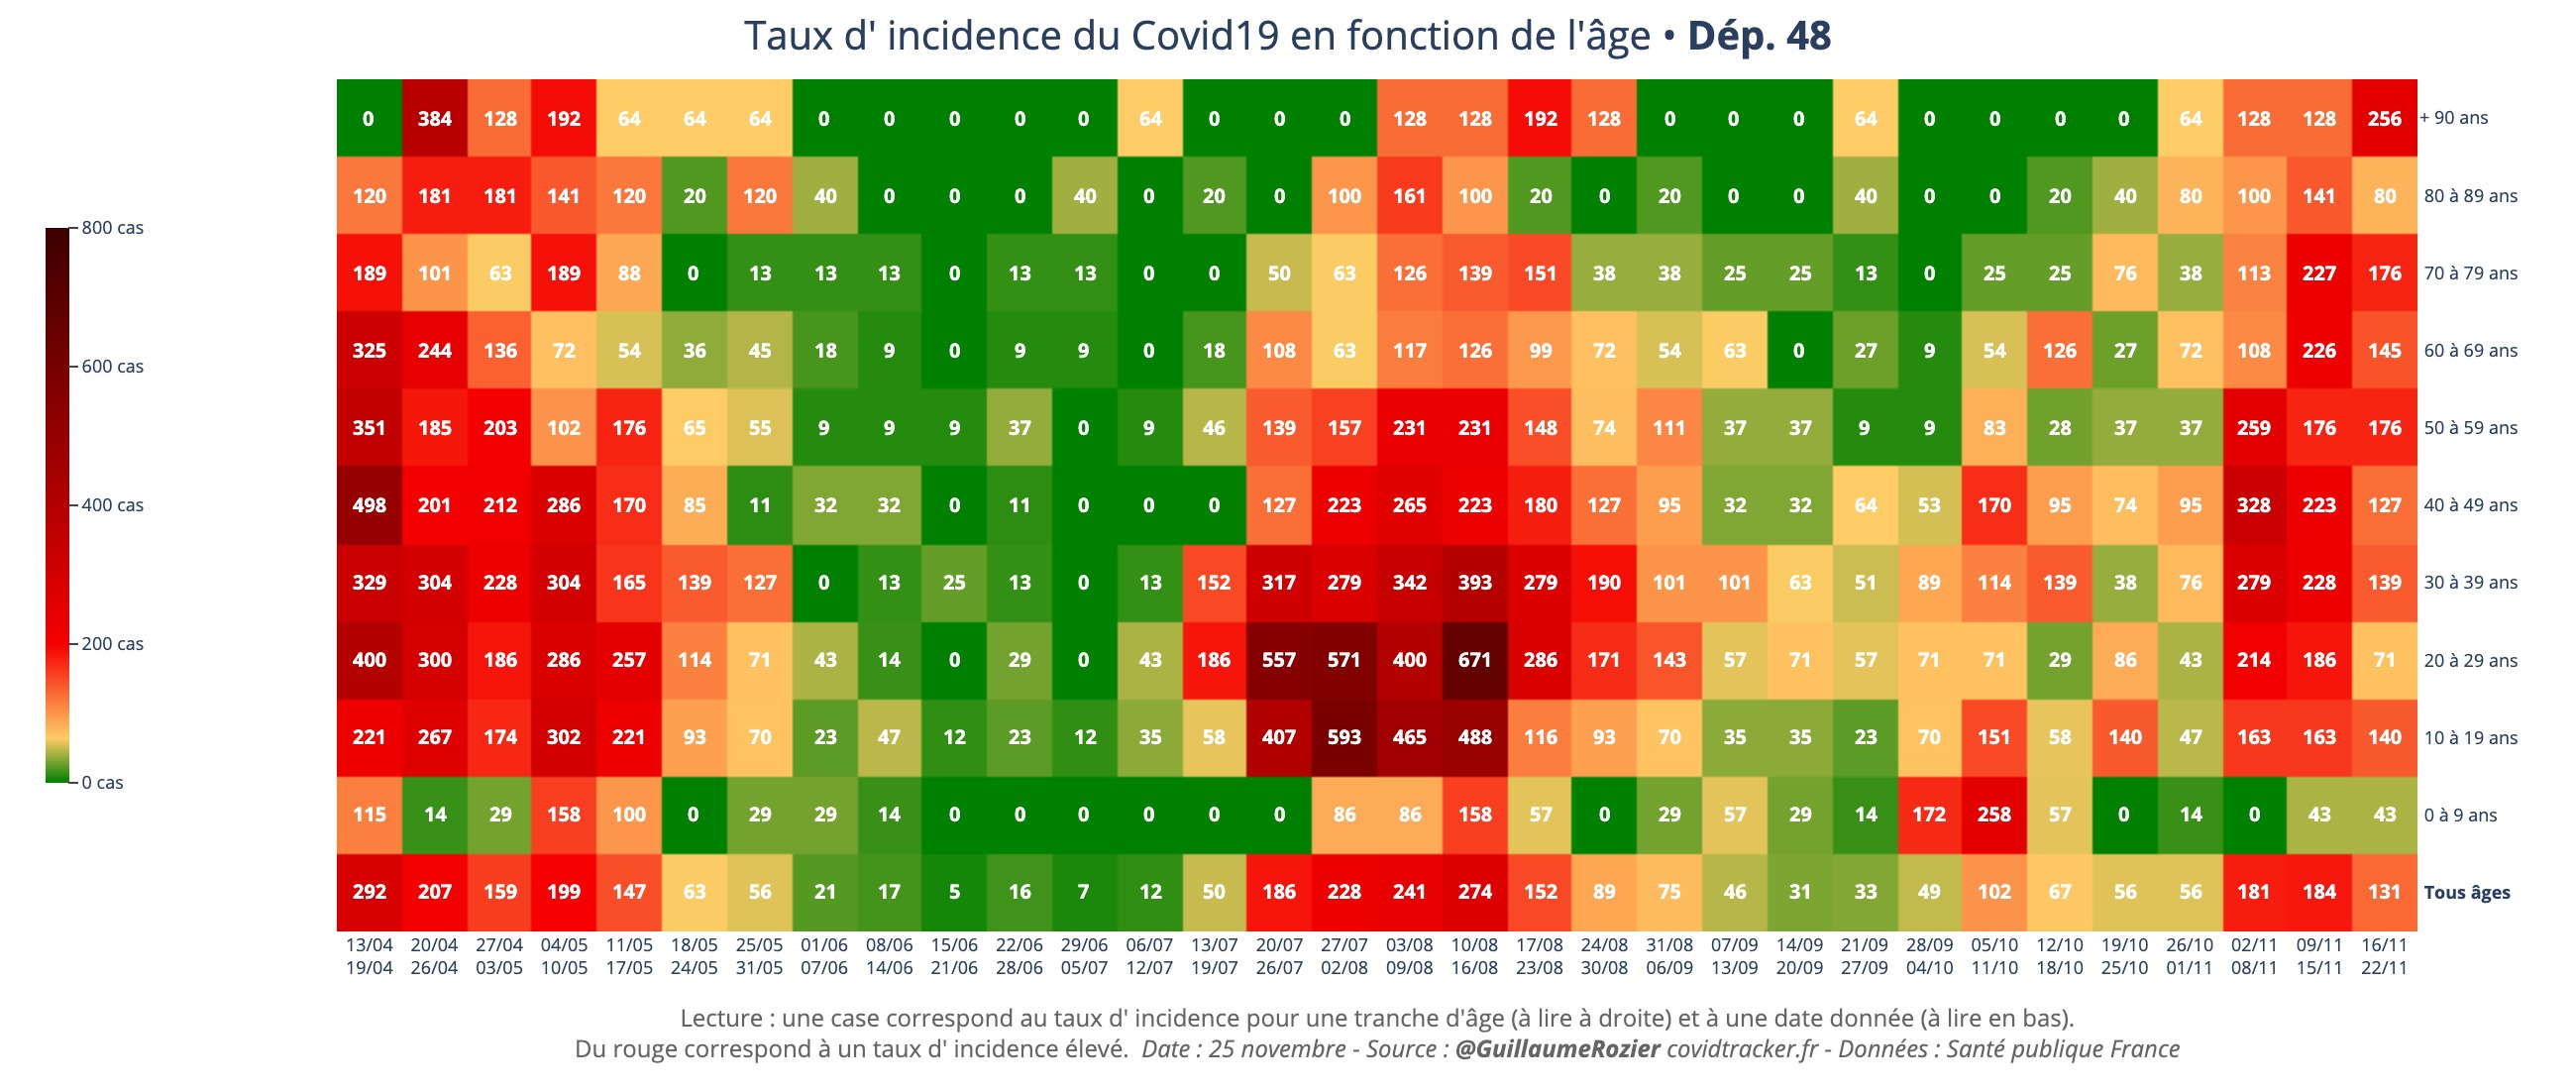 Taux d' incidence du Covid19 en fonction de l'âge • Dép. 48
0 384 128 192 64 64 64 0 0 0 0 0 64 0 0 0 128 128 192 128 0 0 0 64 0 0 0 0 64 128 128 256 + 90 ans
120 181 181 141 120 20 120 40 0 0 0 40 0 20 0 100 161 100 20 0 20 0 0 40 0 0 20 40 80 100 141 80 80 à 89 ans
800 cas
189 101 63 189 88 0 13 13 13 0 13 13 0 0 50 63 126 139 151 38 38 25 25 13 0 25 25 76 38 113 227 176 70 à 79 ans
325 244 136 72 54 36 45 18 9 0 9 9 0 18 108 63 117 126 99 72 54 63 0 27 9 54 126 27 72 108 226 145 60 à 69 ans
600 cas
351 185 203 102 176 65 55 9 9 9 37 0 9 46 139 157 231 231 148 74 111 37 37 9 9 83 28 37 37 259 176 176 50 à 59 ans
400 cas
498 201 212 286 170 85 11 32 32 0 11 0 0 0 127 223 265 223 180 127 95 32 32 64 53 170 95 74 95 328 223 127 40 à 49 ans
329 304 228 304 165 139 127 0 13 25 13 0 13 152 317 279 342 393 279 190 101 101 63 51 89 114 139 38 76 279 228 139 30 à 39 ans
200 cas
400 300 186 286 257 114 71 43 14 0 29 0 43 186 557 571 400 671 286 171 143 57 71 57 71 71 29 86 43 214 186 71 20 à 29 ans
221 267 174 302 221 93 70 23 47 12 23 12 35 58 407 593 465 488 116 93 70 35 35 23 70 151 58 140 47 163 163 140 10 à 19 ans
0 cas
115 14 29 158 100 0 29 29 14 0 0 0 0 0 0 86 86 158 57 0 29 57 29 14 172 258 57 0 14 0 43 43 0 à 9 ans
292 207 159 199 147 63 56 21 17 5 16 7 12 50 186 228 241 274 152 89 75 46 31 33 49 102 67 56 56 181 184 131 Tous âges
13/04 20/04 27/04 04/05 11/05 18/05 25/05 01/06 08/06 15/06 22/06 29/06 06/07 13/07 20/07 27/07 03/08 10/08 17/08 24/08 31/08 07/09 14/09 21/09 28/09 05/10 12/10 19/10 26/10 02/11 09/11 16/11
19/04 26/04 03/05 10/05 17/05 24/05 31/05 07/06 14/06 21/06 28/06 05/07 12/07 19/07 26/07 02/08 09/08 16/08 23/08 30/08 06/09 13/09 20/09 27/09 04/10 11/10 18/10 25/10 01/11 08/11 15/11 22/11
Lecture : une case correspond au taux d' incidence pour une tranche d'âge (à lire à droite) et à une date donnée (à lire en bas).
Du rouge correspond à un taux d' incidence élevé. Date : 25 novembre - Source : @GuillaumeRozier covidtracker.fr - Données : Santé publique France